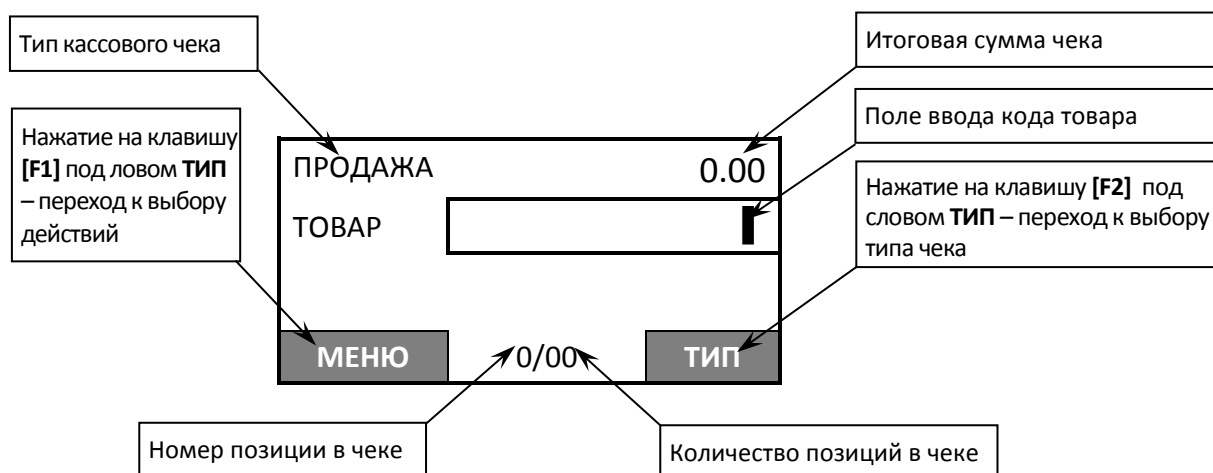 Тип кассового чека
Итоговая сумма чека
Нажатие на клавишу
[F1] под ловом ТИП
– переход к выбору
действий
Поле ввода кода товара
Нажатие на клавишу [F2] под
словом ТИП – переход к выбору
типа чека
ПРОДАЖА 0.00
ТОВАР
МЕНЮ 0/00 ТИП
Номер позиции в чеке
Количество позиций в чеке